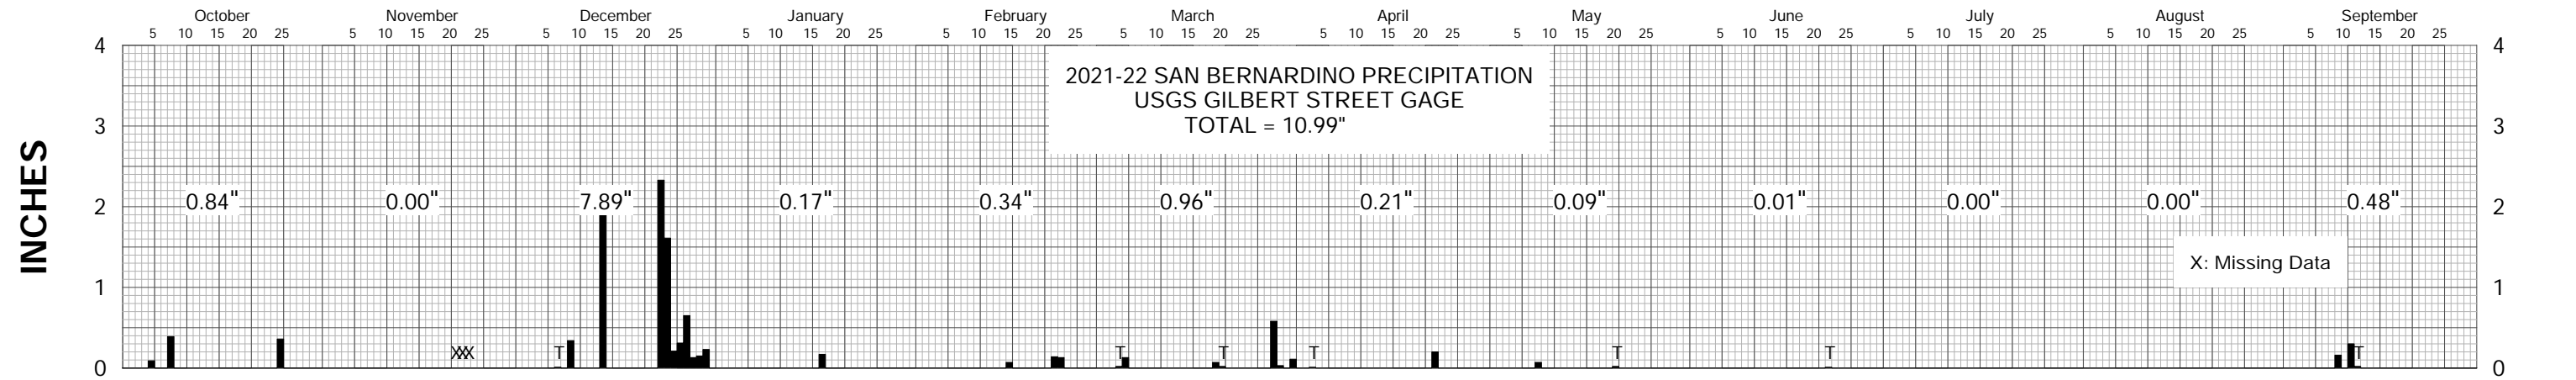 October November December January February March April May June July August September
5 10 15 20 25 5 10 15 20 25 5 10 15 20 25 5 10 15 20 25 5 10 15 20 25 5 10 15 20 25 5 10 15 20 25 5 10 15 20 25 5 10 15 20 25 5 10 15 20 25 5 10 15 20 25 5 10 15 20 25
4 4
2021-22 SAN BERNARDINO PRECIPITATION
USGS GILBERT STREET GAGE
TOTAL = 10.99"
3 3
INCHES
0.84" 0.00" 7.89" 0.17" 0.34" 0.96" 0.21" 0.09" 0.01" 0.00" 0.00" 0.48"
2 2
X: Missing Data
1 1
XXX T T T T T T T
0 0